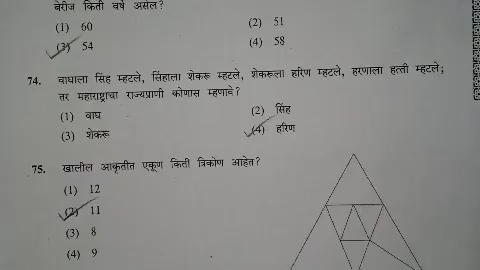 बेरीज किती वर्षे असेल?
(1) 60 (2) 51
(3) 54 (4) 58
74. वाघाला सिंह म्हटले, सिंहाला शेकरू म्हटले, शेकरूला हरिण म्हटले, हरणाला हत्ती म्हटले;
तर महाराष्ट्राचा राज्यप्राणी कोणास म्हणावे?
(1) वाघ (2) सिंह
(3) शेकरू (4) हरिण
75. खालील आकृतीत एकूण किती त्रिकोण आहेत?
(1) 12
(2) 11
(3) 8
(4) 9